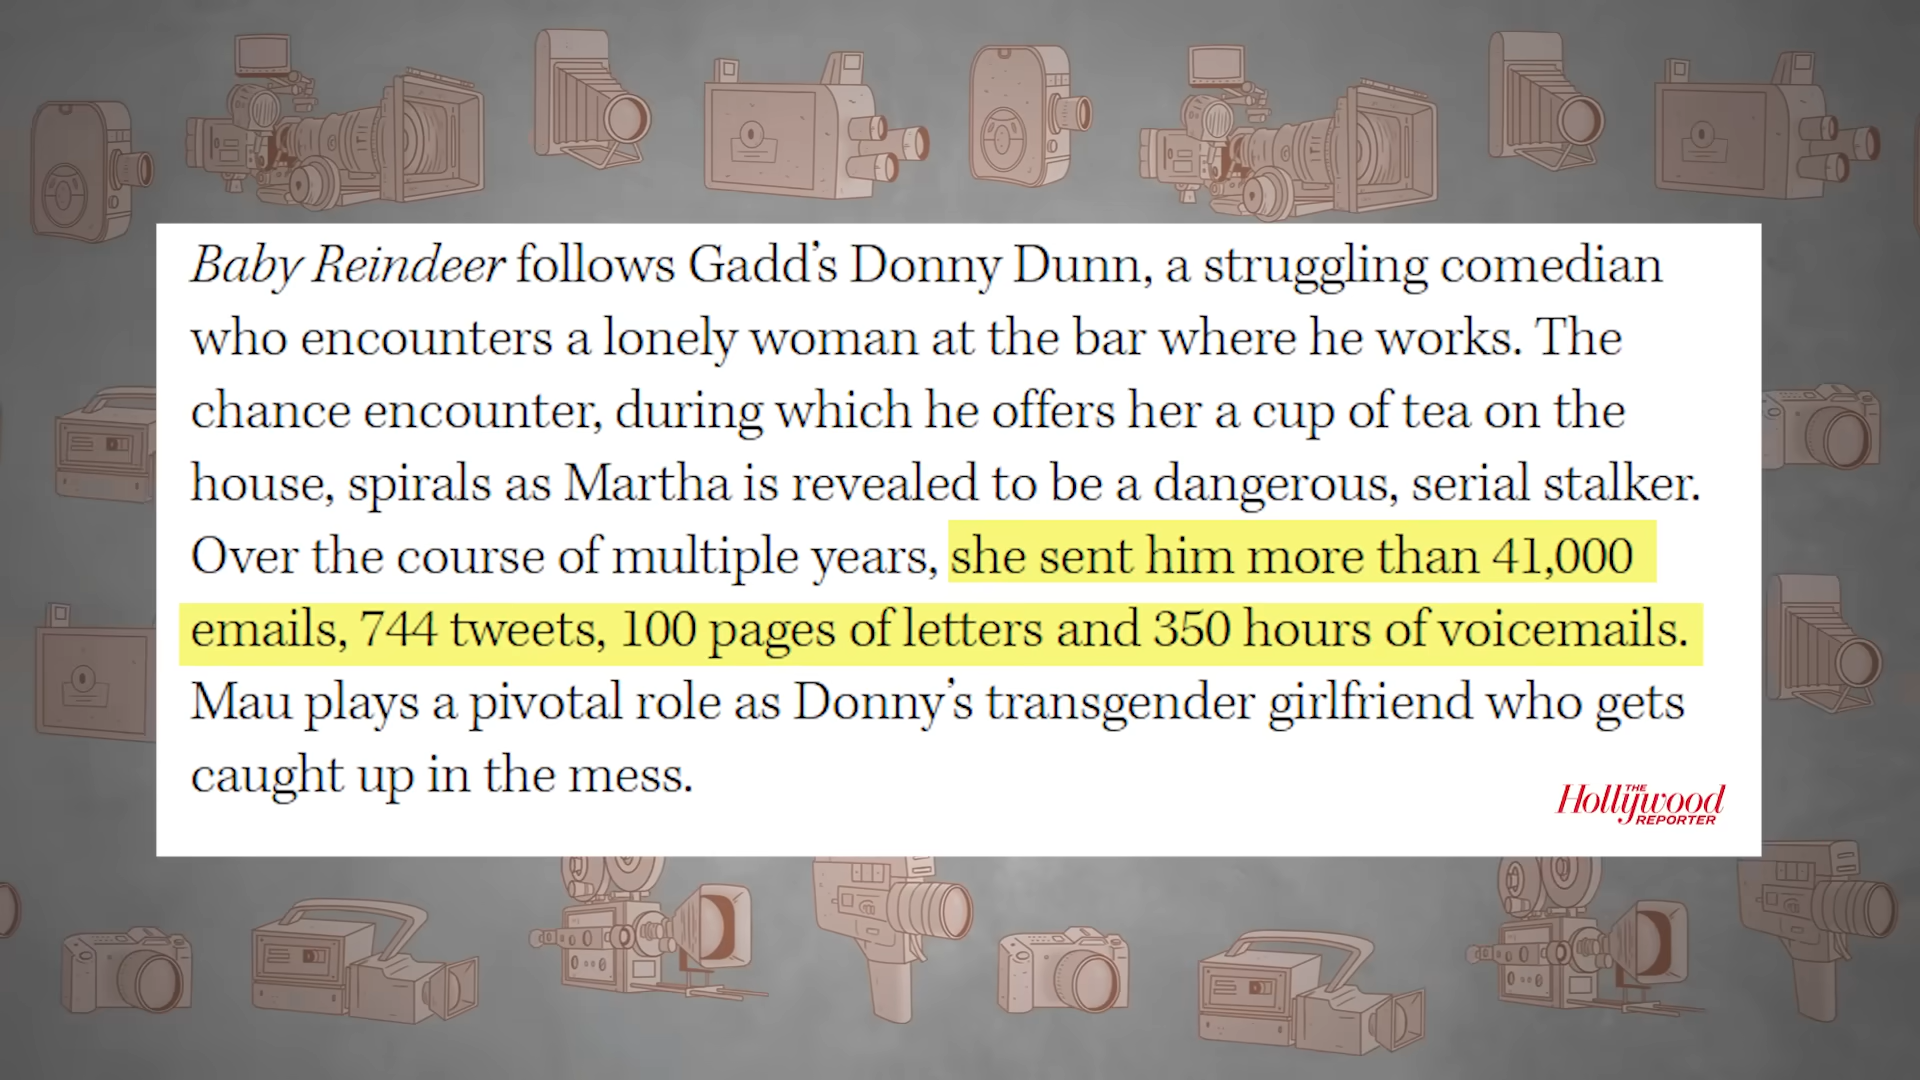 Baby Reindeer follows Gadd’s Donny Dunn, a struggling comedian
who encounters a lonely woman at the bar where he works. The
chance encounter, during which he offers her a cup of tea on the
house, spirals as Martha is revealed to be a dangerous, serial stalker.
Over the course of multiple years, she sent him more than 41,000
emails, 744 tweets, 100 pages of letters and 350 hours of voicemails.
Mau plays a pivotal role as Donny’s transgender girlfriend who gets
caught up in the mess.
THE
Hollywood
REPORTER